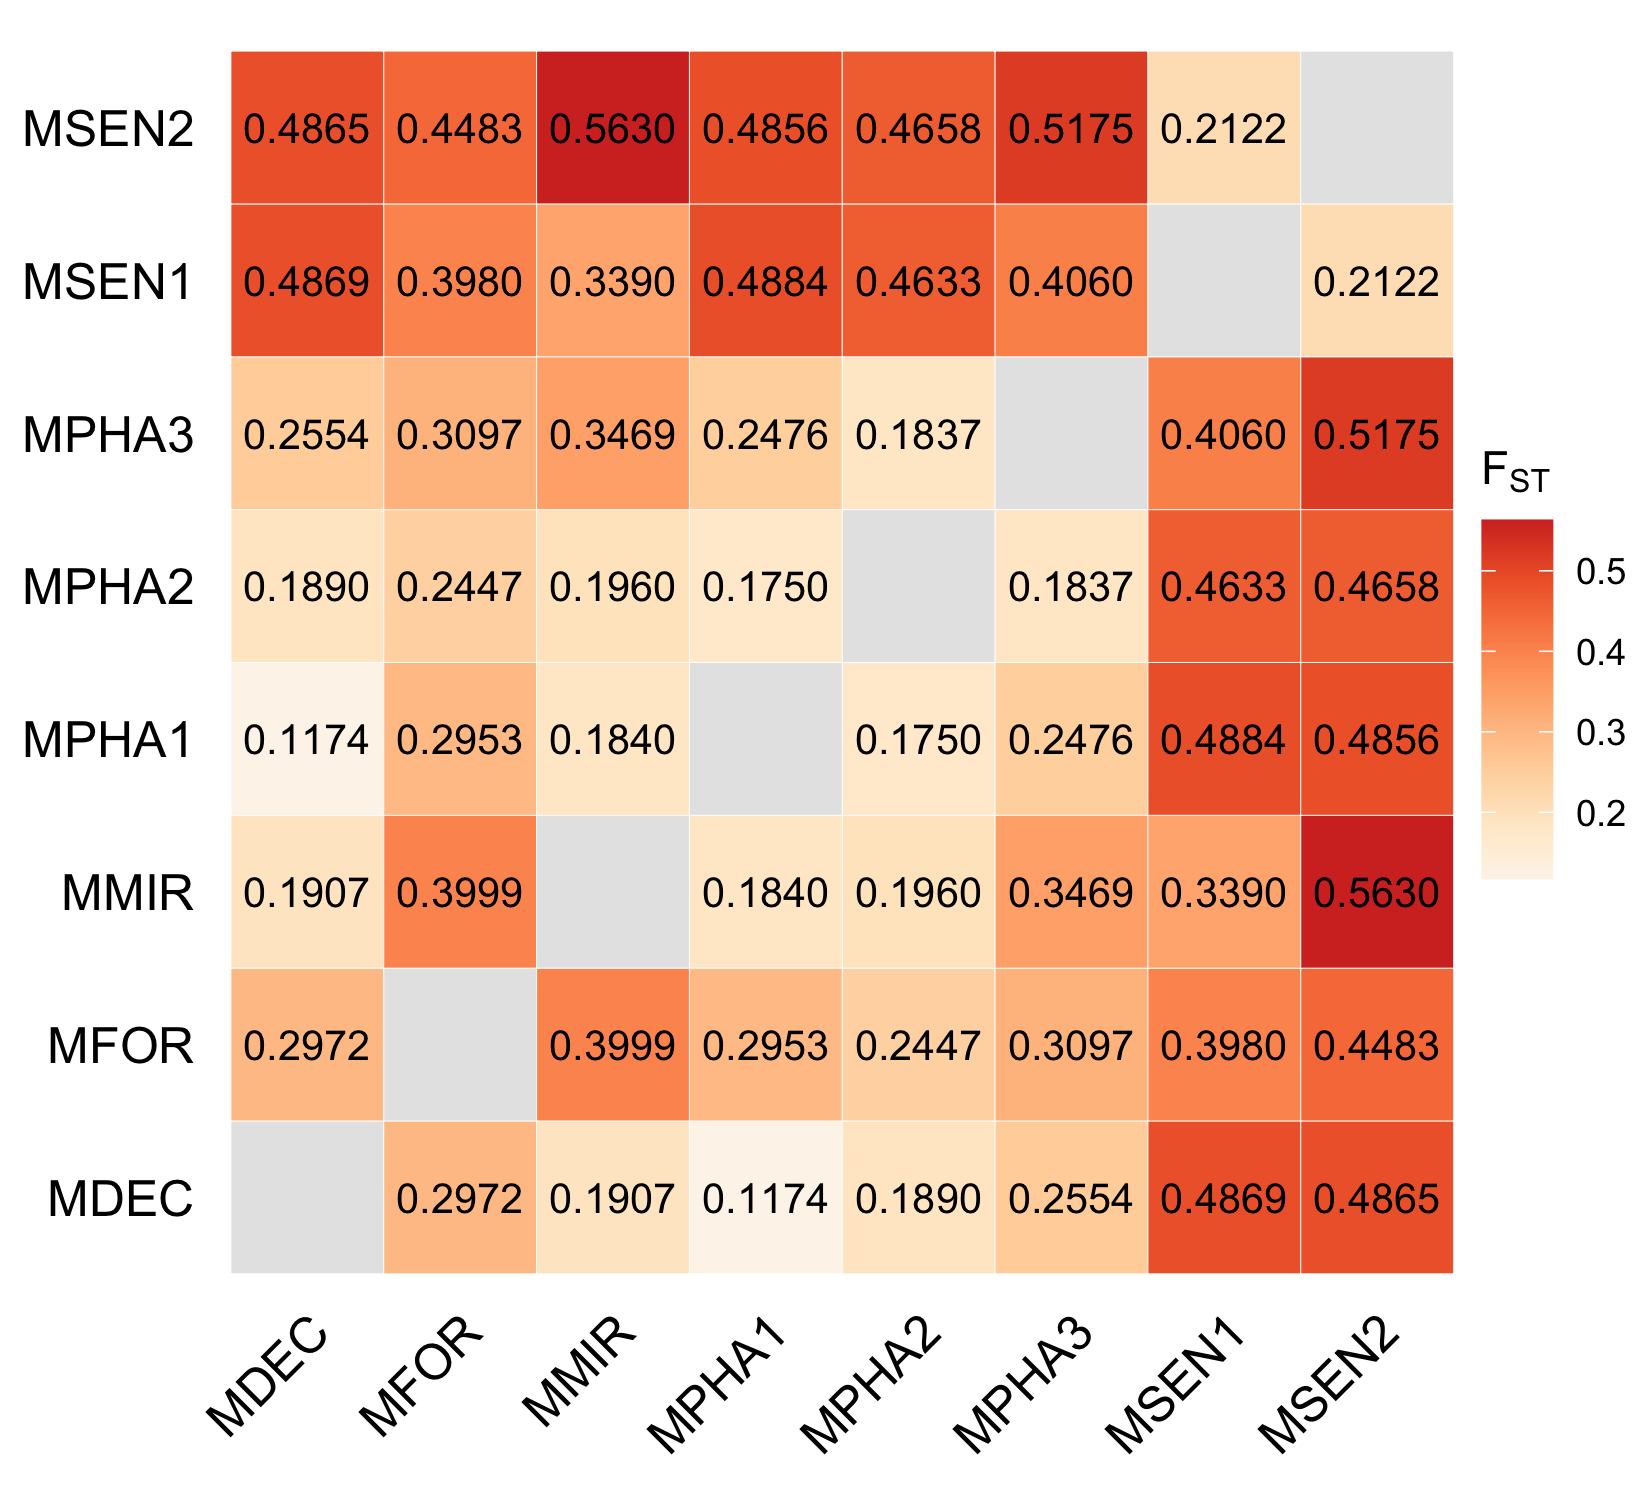 MSEN2 0.4865 0.4483 0.5630 0.4856 0.4658 0.5175 0.2122
MSEN1 0.4869 0.3980 0.3390 0.4884 0.4633 0.4060 0.2122
MPHA3 0.2554 0.3097 0.3469 0.2476 0.1837 0.4060 0.5175
MPHA2 0.1890 0.2447 0.1960 0.1750 0.1837 0.4633 0.4658
MPHA1 0.1174 0.2953 0.1840 0.1750 0.2476 0.4884 0.4856
MMIR 0.1907 0.3999 0.1840 0.1960 0.3469 0.3390 0.5630
MFOR 0.2972 0.3999 0.2953 0.2447 0.3097 0.3980 0.4483
MDEC 0.2972 0.1907 0.1174 0.1890 0.2554 0.4869 0.4865
MDEC MFOR MMIR MPHA1 MPHA2 MPHA3 MSEN1 MSEN2
FST
0.5
0.4
0.3
0.2